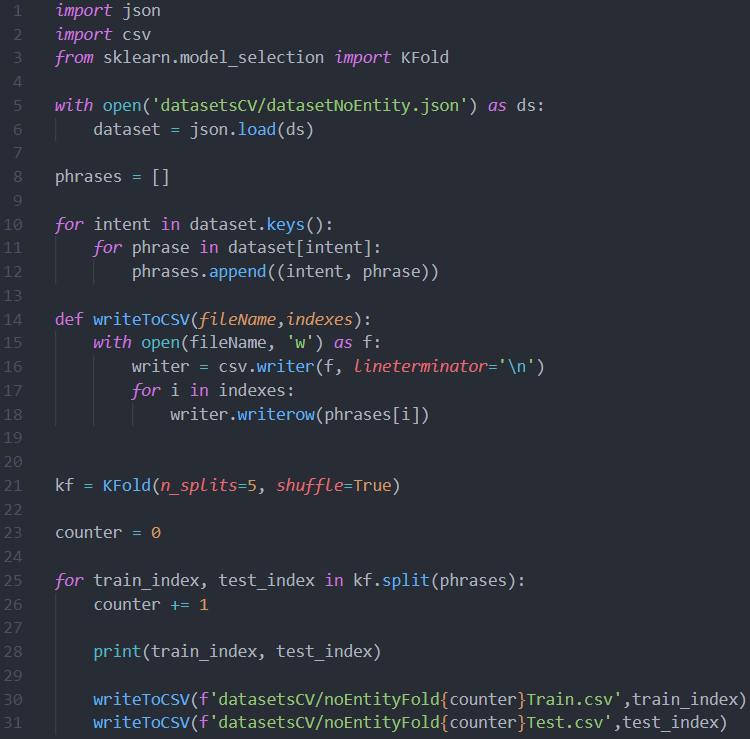 1 import json
2 import csv
3 from sklearn.model_selection import KFold
4
5 with open('datasetsCV/datasetNoEntity.json') as ds:
6     dataset = json.load(ds)
7
8 phrases = []
9
10 for intent in dataset.keys():
11     for phrase in dataset[intent]:
12         phrases.append((intent, phrase))
13
14 def writeToCSV(fileName,indexes):
15     with open(fileName, 'w') as f:
16         writer = csv.writer(f, lineterminator='\n')
17         for i in indexes:
18             writer.writerow(phrases[i])
19
20
21 kf = KFold(n_splits=5, shuffle=True)
22
23 counter = 0
24
25 for train_index, test_index in kf.split(phrases):
26     counter += 1
27
28     print(train_index, test_index)
29
30     writeToCSV(f'datasetsCV/noEntityFold{counter}Train.csv',train_index)
31     writeToCSV(f'datasetsCV/noEntityFold{counter}Test.csv',test_index)